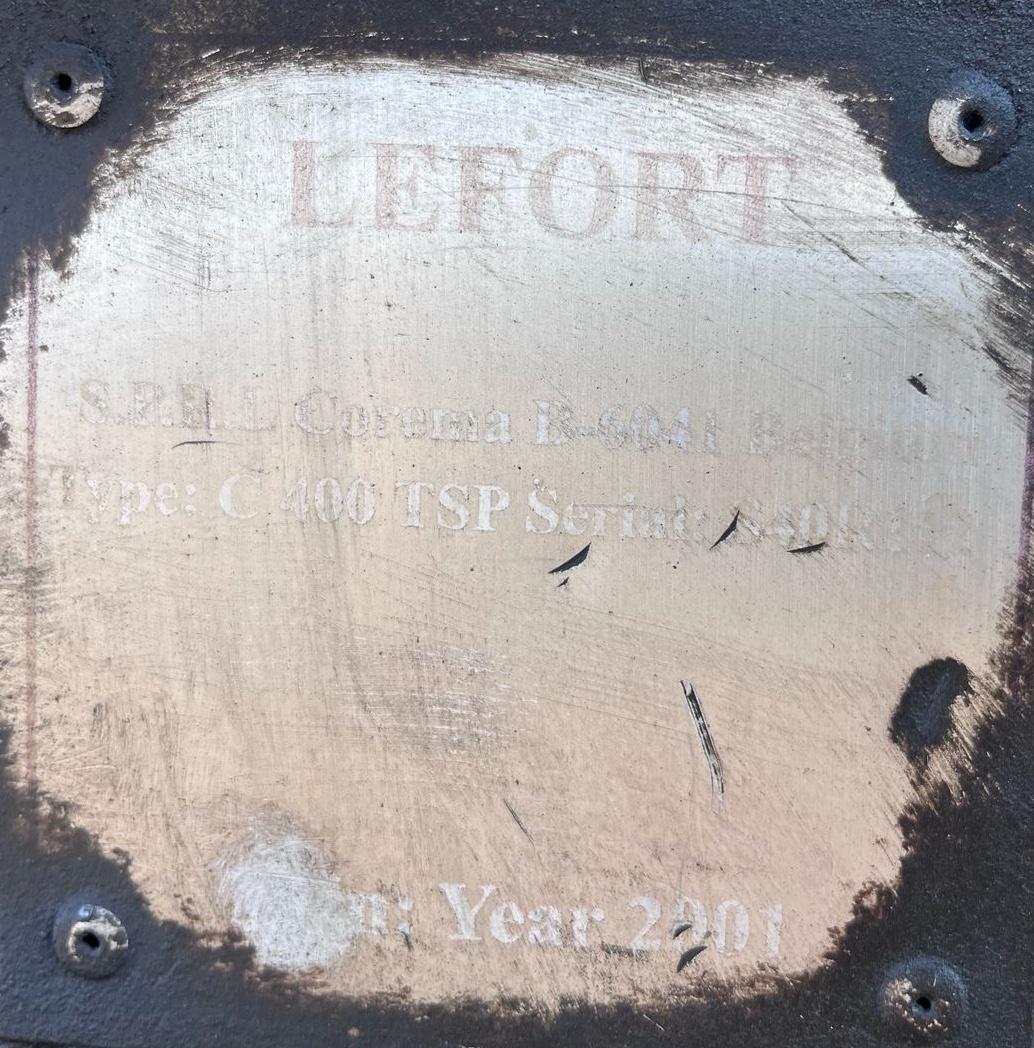 LEFORT
S.P.R.L Corema B-6041
Type: C 400 TSP Serial:
Year 2001